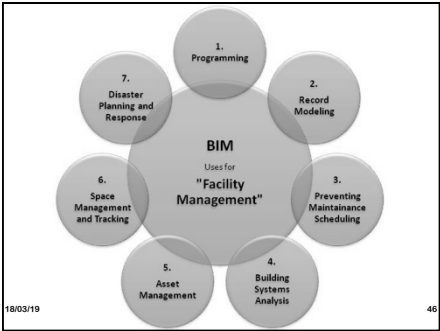 1.
Programming
2.
Record
Modeling
3.
Preventing
Maintainance
Scheduling
4.
Building
Systems
Analysis
5.
Asset
Management
6.
Space
Management
and Tracking
7.
Disaster
Planning and
Response
BIM
Uses for
"Facility
Management"
18/03/19
46